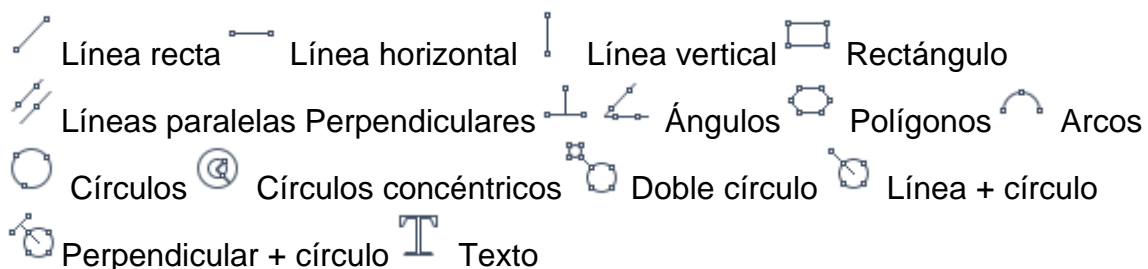 Línea recta Línea horizontal Línea vertical Rectángulo
Líneas paralelas Perpendiculares Ángulos Polígonos Arcos
Círculos Círculos concéntricos Doble círculo Línea + círculo
Perpendicular + círculo Texto